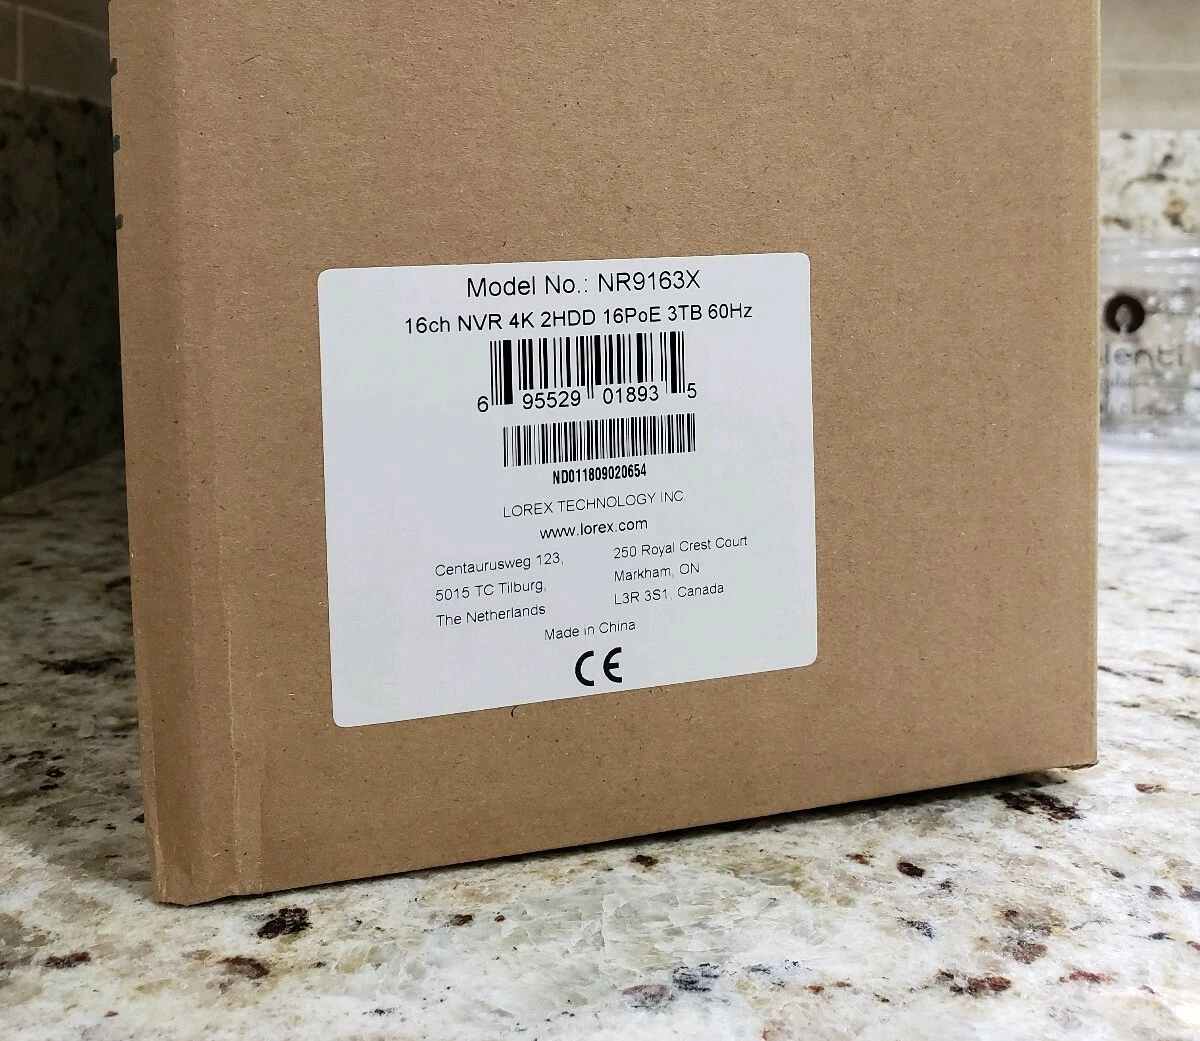 Model No.: NR9163X
16ch NVR 4K 2HDD 16PoE 3TB 60Hz
6 95529 01893 5
ND011809020654
LOREX TECHNOLOGY INC
www.lorex.com
Centaurusweg 123,
5015 TC Tilburg,
The Netherlands
250 Royal Crest Court
Markham, ON
L3R 3S1, Canada
Made in China
CE
lenti